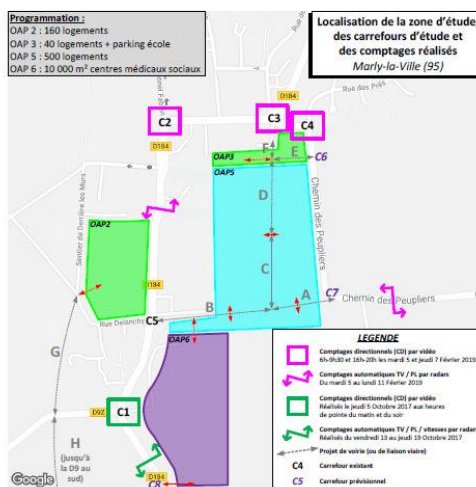 Programmation :
OAP 2 : 160 logements
OAP 3 : 40 logements + parking école
OAP 5 : 500 logements
OAP 6 : 10 000 m² centres médicaux sociaux
Localisation de la zone d'étude
des carrefours d'étude et
des comptages réalisés
Marly-la-Ville (95)
D184
Rue des Prés
C2
C3
C4
D184
F
E
C6
OAP3
OAP5
D
Chemin des Peupliers
Sentier de Derrière les Murs
OAP2
C
D184
A
C7
Chemin des Peupliers
B
Rue Delanchy
C5
G
OAP6
D9Z
C1
H
(jusqu'à
la D9 au
sud)
D184
C8
Google
LEGENDE
Comptages directionnels (CD) par vidéo
6h-9h30 et 16h-20h les mardi 5 et jeudi 7 Février 2019
Comptages automatiques TV / PL par radars
Du mardi 5 au lundi 11 Février 2019
Comptages directionnels (CD) par vidéo
Réalisés le jeudi 5 Octobre 2017 aux heures
de pointe du matin et du soir
Comptages automatiques TV / PL / vitesses par radar
Réalisés du vendredi 13 au jeudi 19 Octobre 2017
Projet de voirie (ou de liaison viaire)
C4 Carrefour existant
C5 Carrefour prévisionnel